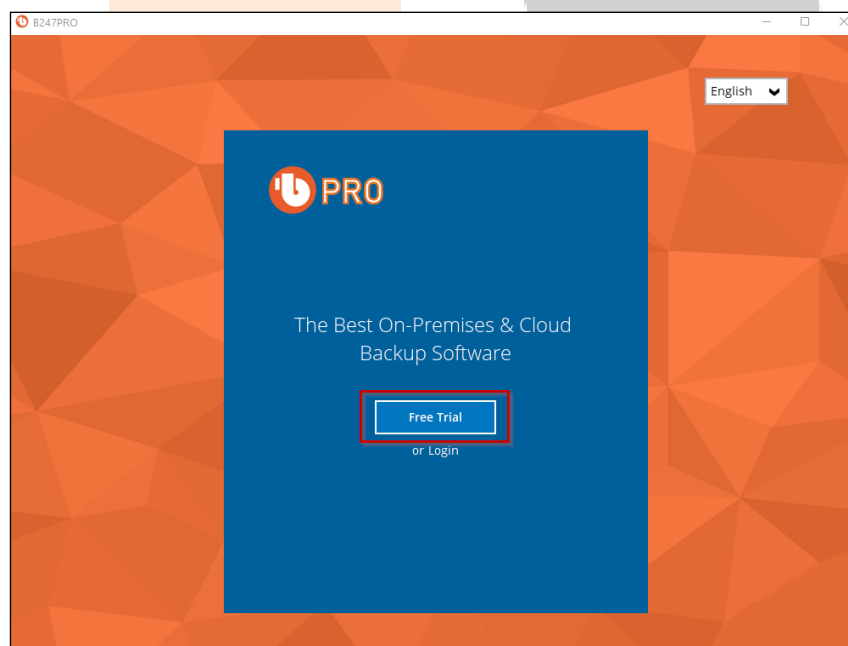 B247PRO
English
PRO
The Best On-Premises & Cloud
Backup Software
Free Trial
or Login